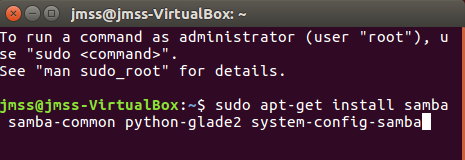 jmss@jmss-VirtualBox: ~
To run a command as administrator (user "root"), u
se "sudo <command>".
See "man sudo_root" for details.
jmss@jmss-VirtualBox:~$ sudo apt-get install samba
samba-common python-glade2 system-config-samba